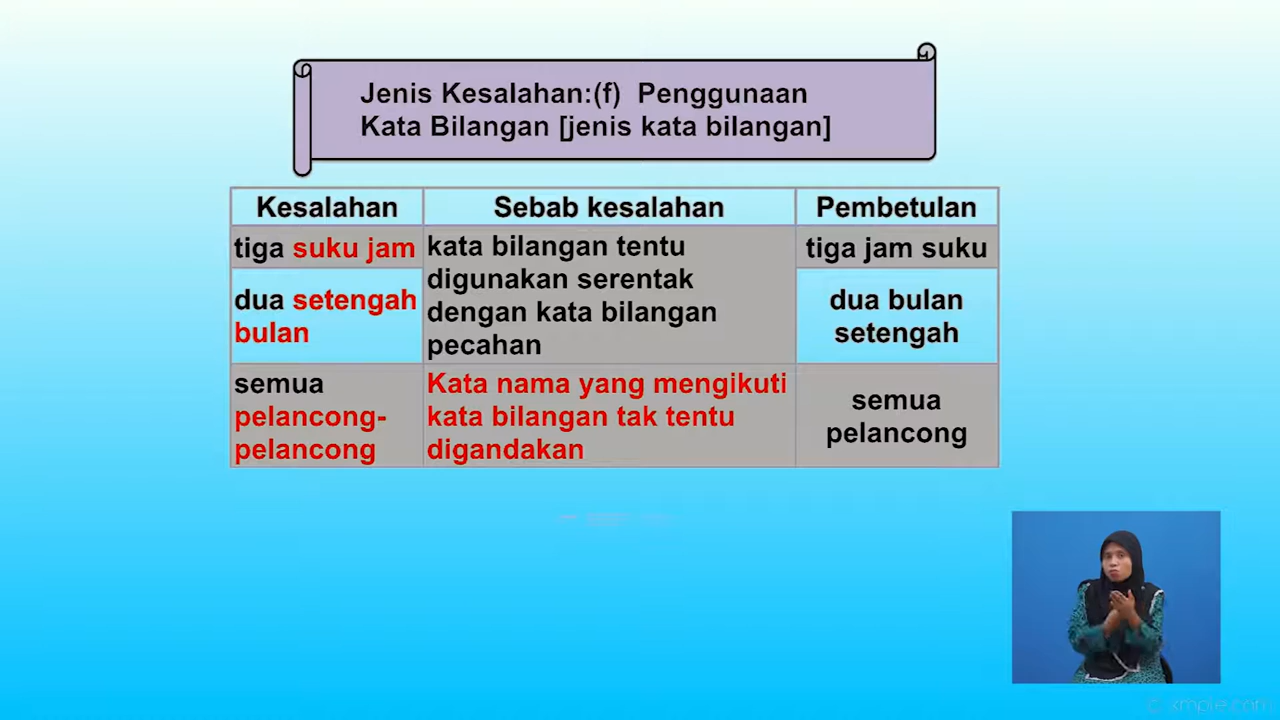 Jenis Kesalahan:(f) Penggunaan
Kata Bilangan [jenis kata bilangan]
Kesalahan
Sebab kesalahan
Pembetulan
tiga suku jam
kata bilangan tentu
digunakan serentak
dengan kata bilangan
pecahan
tiga jam suku
dua setengah
bulan
dua bulan
setengah
semua
pelancong-
pelancong
Kata nama yang mengikuti
kata bilangan tak tentu
digandakan
semua
pelancong